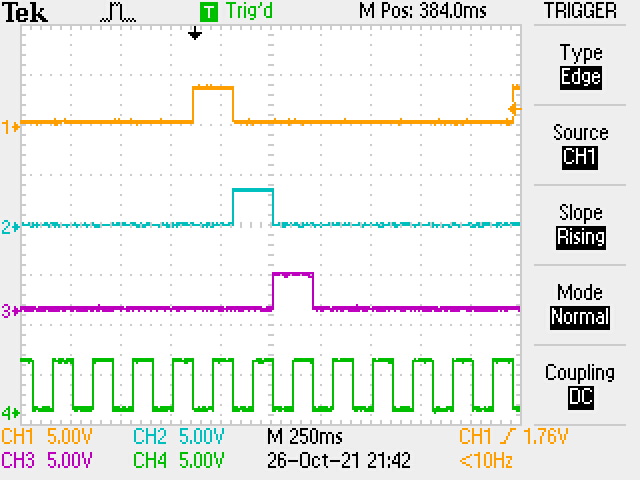 Tek T Trig'd M Pos: 384.0ms TRIGGER
Type
Edge
Source
CH1
Slope
Rising
Mode
Normal
Coupling
DC
1
2
3
4
CH1 5.00V CH2 5.00V M 250ms CH1 1.76V
CH3 5.00V CH4 5.00V 26-Oct-21 21:42 <10Hz